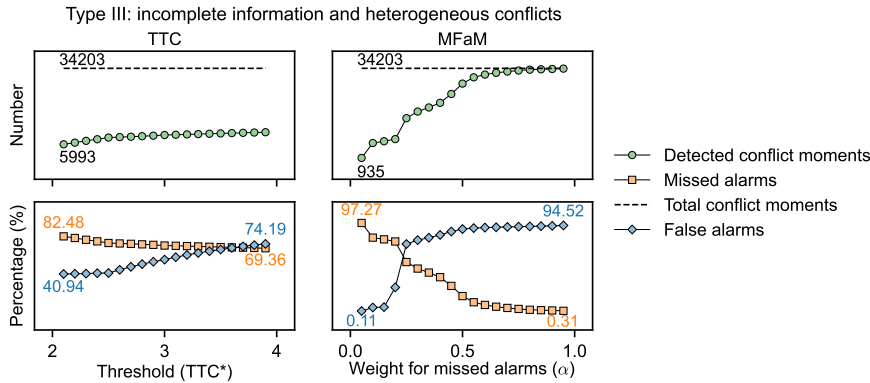 Type III: incomplete information and heterogeneous conflicts
TTC
MFaM
34203
34203
Number
5993
935
Detected conflict moments
Missed alarms
Total conflict moments
False alarms
82.48
74.19
97.27
94.52
Percentage (%)
40.94
69.36
0.11
0.31
2
3
4
0.0
0.5
1.0
Threshold (TTC*)
Weight for missed alarms (α)